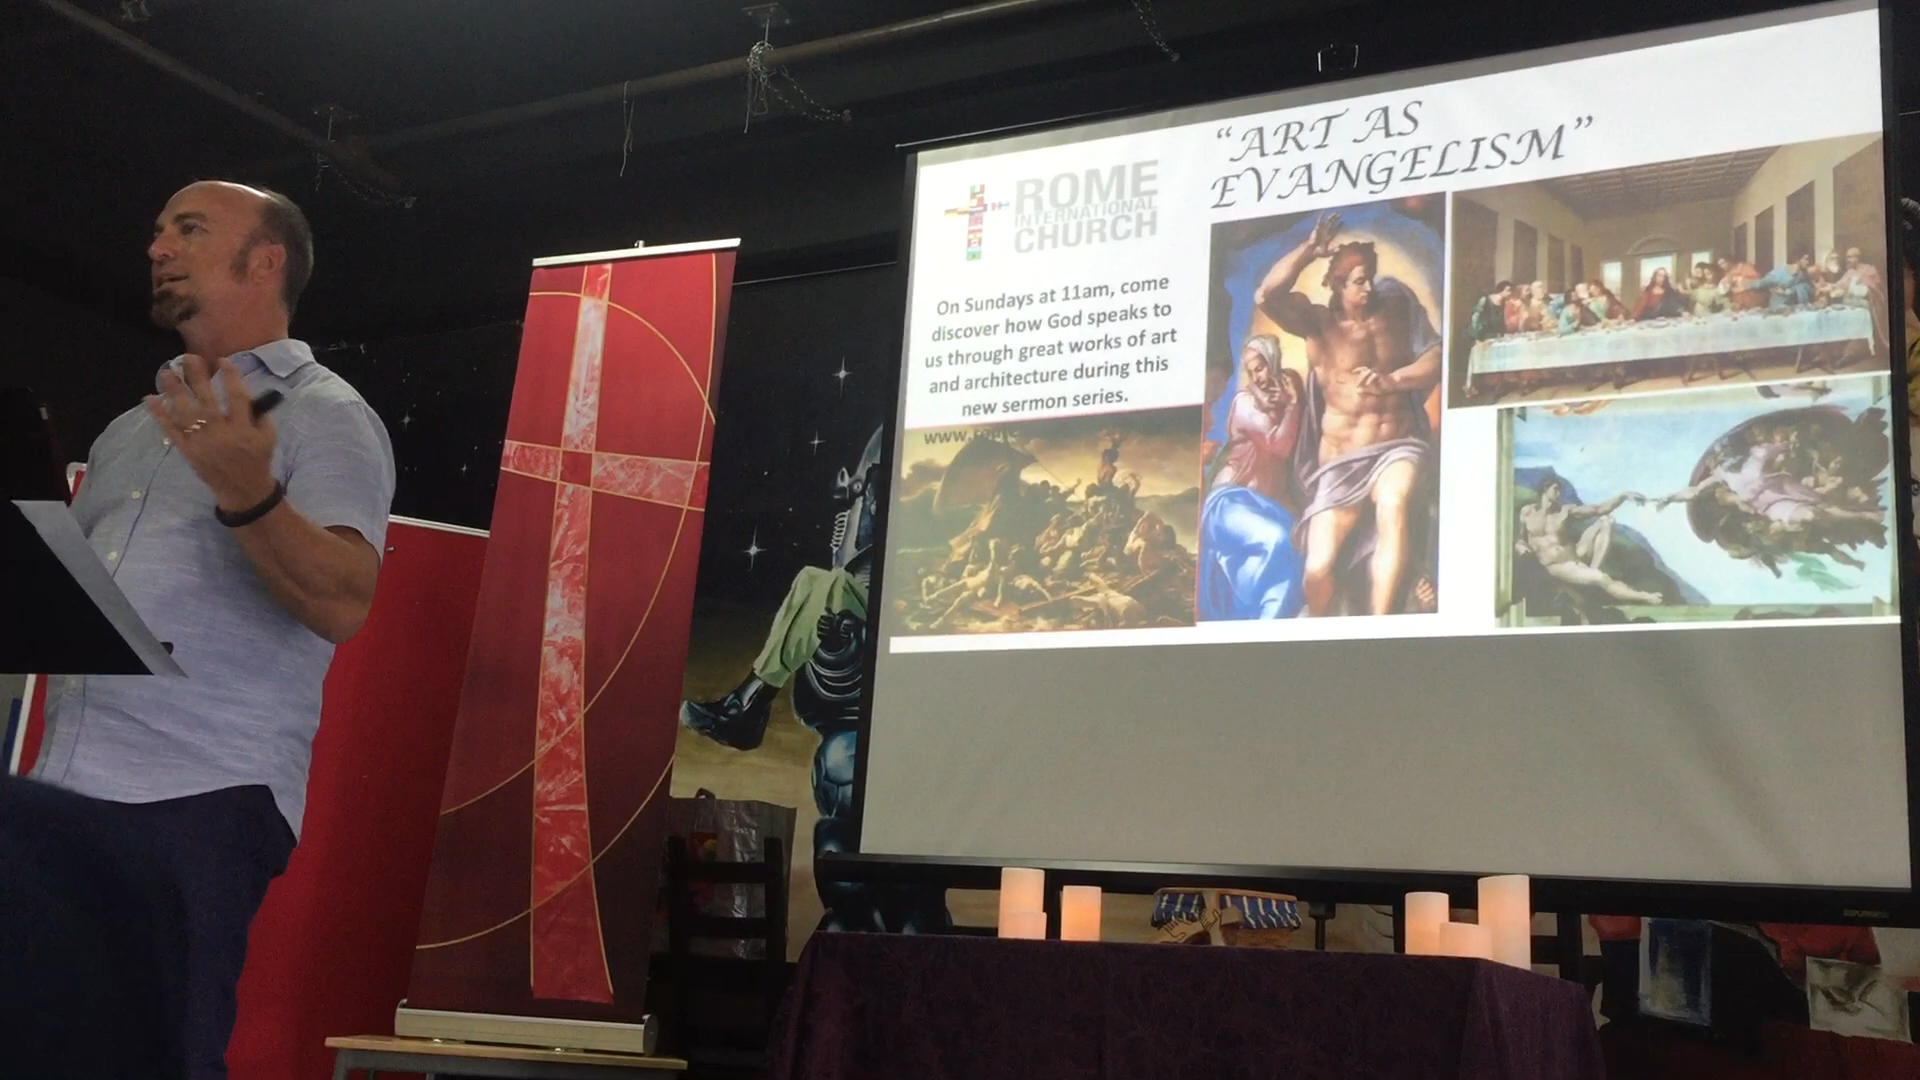 "ART AS
EVANGELISM"
ROME
INTERNATIONAL
CHURCH
On Sundays at 11am, come
discover how God speaks to
us through great works of art
and architecture during this
new sermon series.